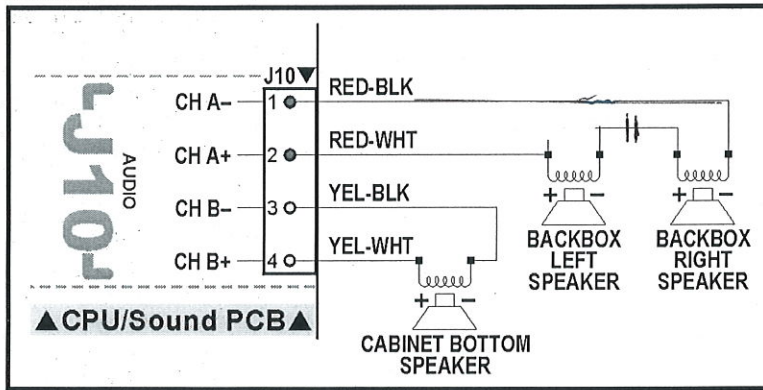 J10▼
CH A–
1
RED-BLK
CH A+
2
RED-WHT
CH B–
3
YEL-BLK
CH B+
4
YEL-WHT
J10
AUDIO
+ –
BACKBOX
LEFT
SPEAKER
+ –
BACKBOX
RIGHT
SPEAKER
+ –
CABINET BOTTOM
SPEAKER
▲CPU/Sound PCB▲